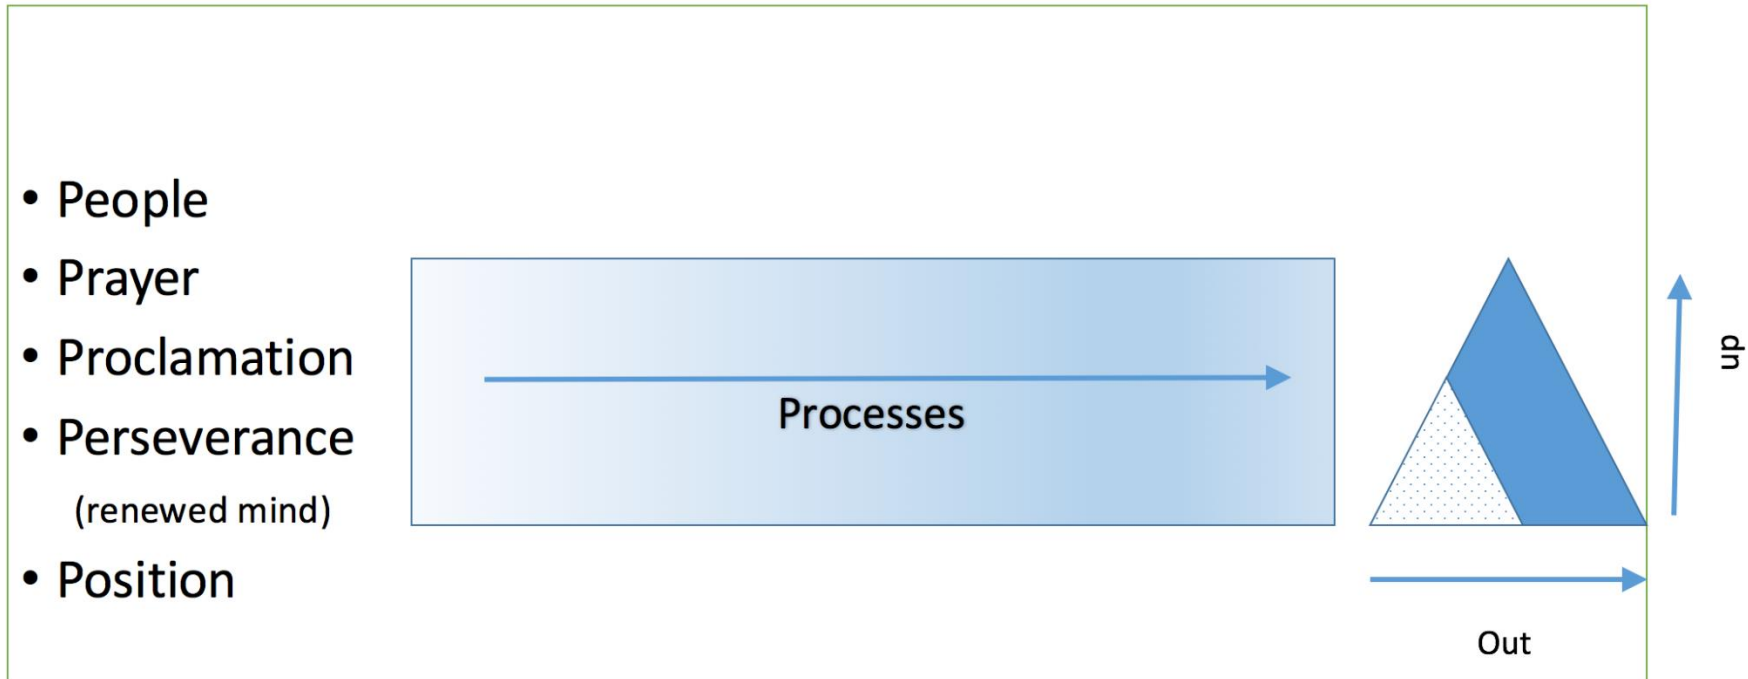 • People
• Prayer
• Proclamation
• Perseverance
(renewed mind)
• Position
Processes
up
Out